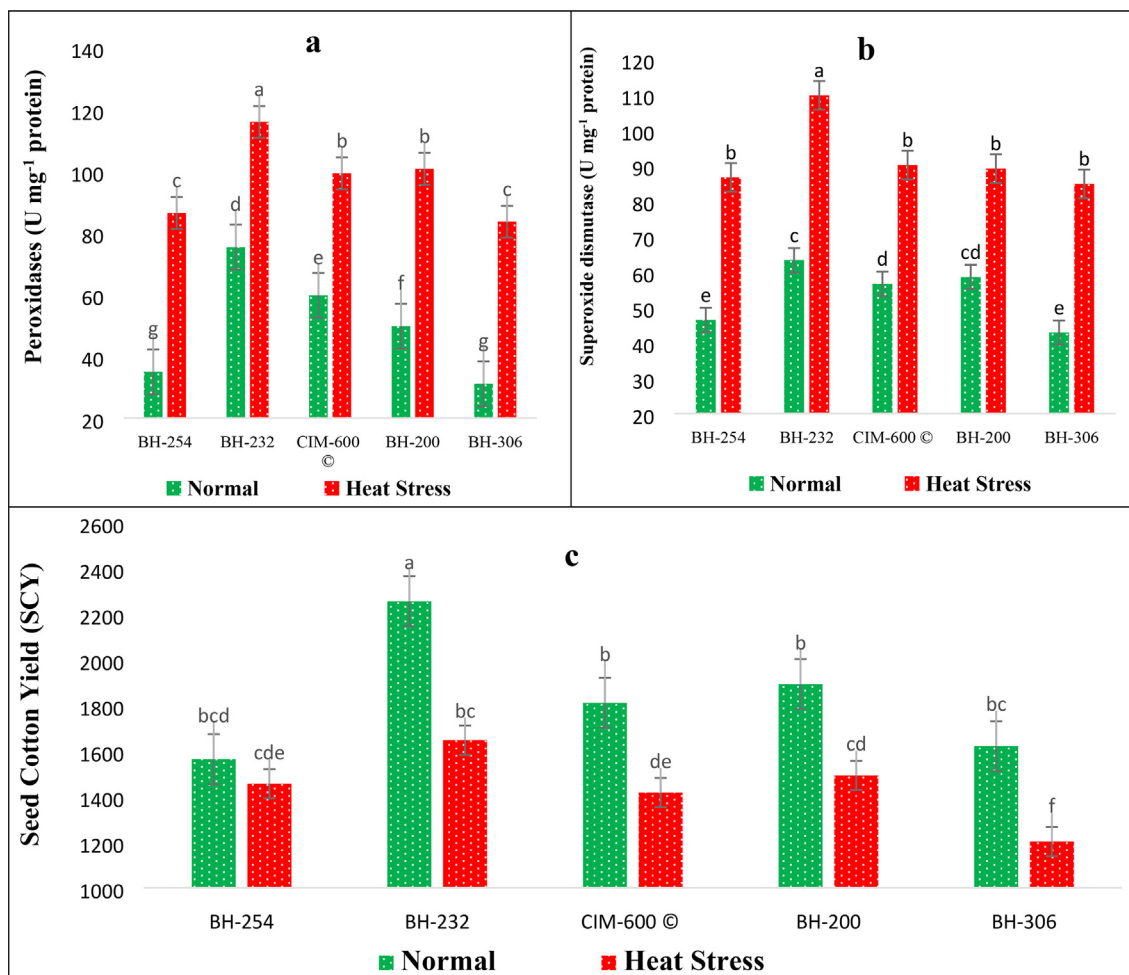 a
Peroxidases (U mg⁻¹ protein)
140
120
100
80
60
40
20
g
c
d
a
e
b
f
b
g
c
BH-254
BH-232
CIM-600 ©
BH-200
BH-306
Normal
Heat Stress
b
Superoxide dismutase (U mg⁻¹ protein)
120
110
100
90
80
70
60
50
40
30
20
e
b
c
a
d
b
cd
b
e
b
BH-254
BH-232
CIM-600 ©
BH-200
BH-306
Normal
Heat Stress
c
Seed Cotton Yield (SCY)
2600
2400
2200
2000
1800
1600
1400
1200
1000
bcd
cde
a
bc
b
de
b
cd
bc
f
BH-254
BH-232
CIM-600 ©
BH-200
BH-306
Normal
Heat Stress